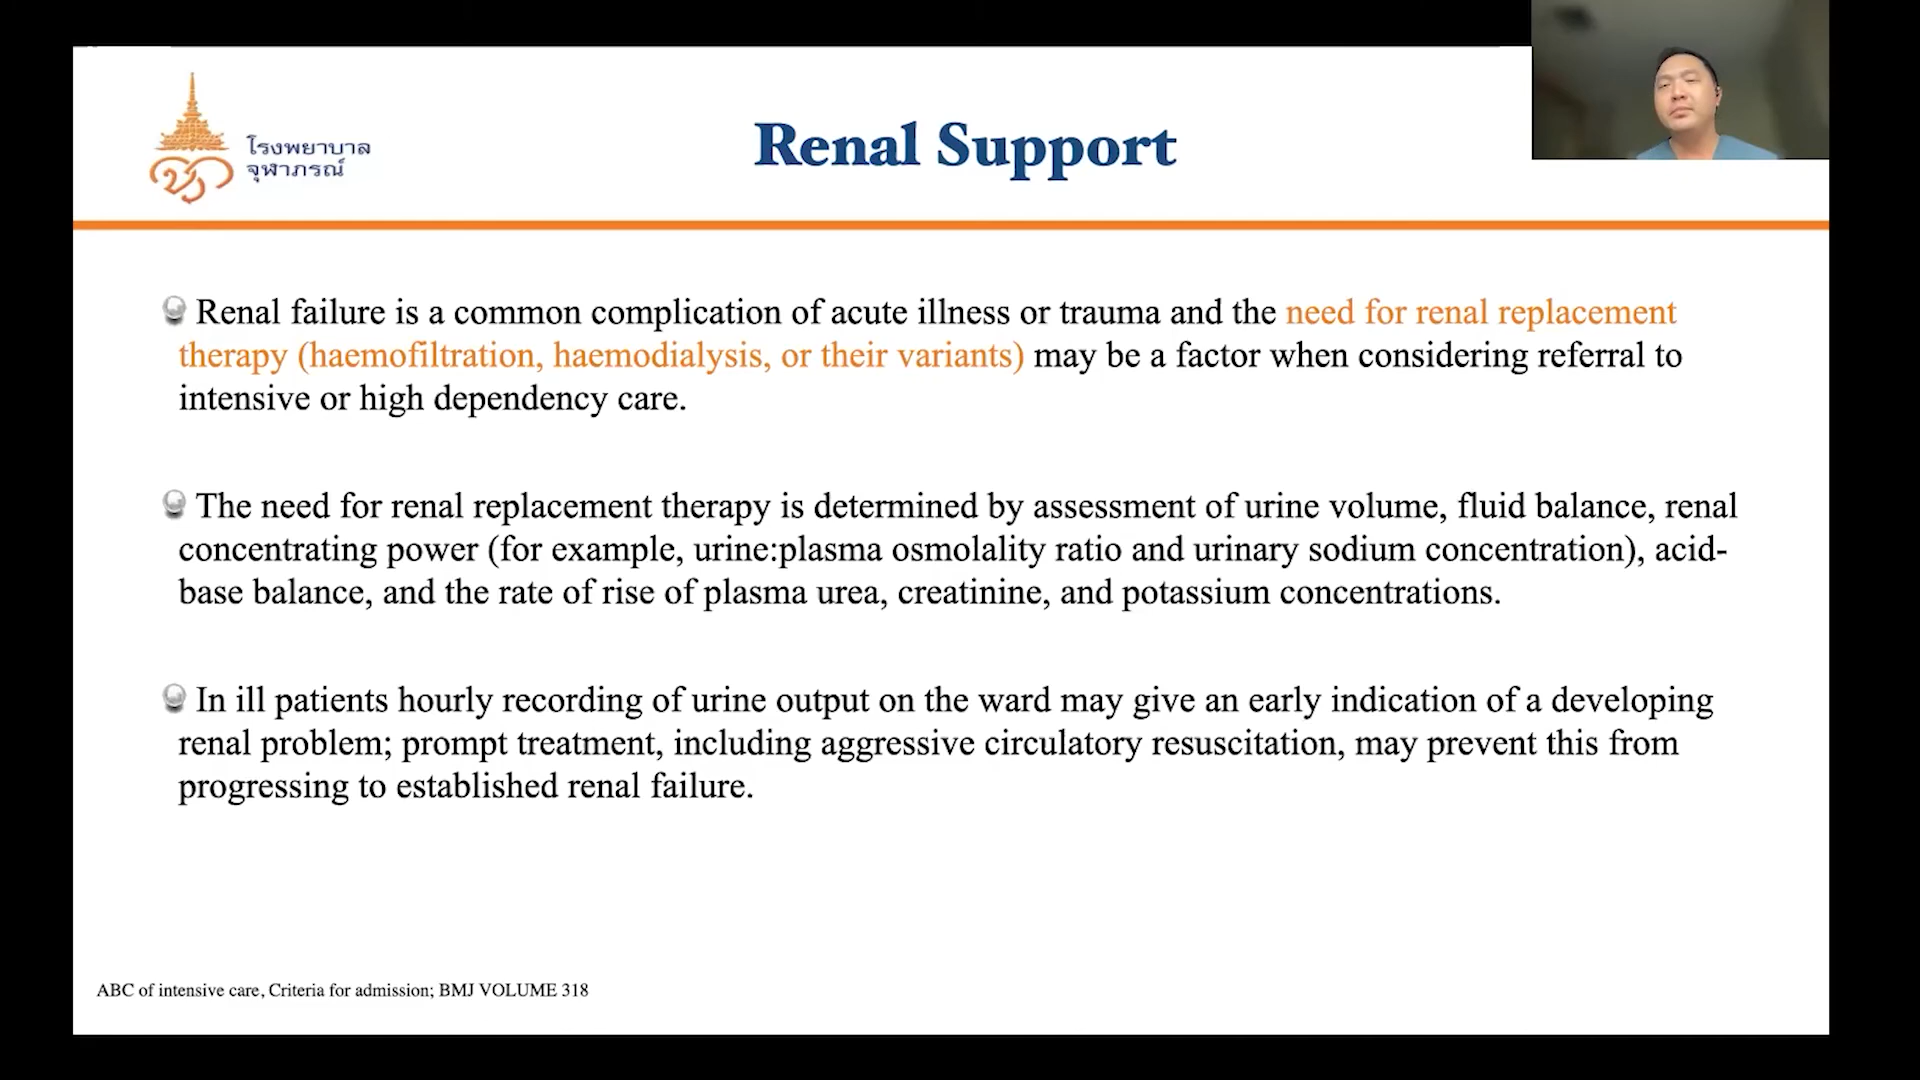 โรงพยาบาล
จุฬาภรณ์
Renal Support
Renal failure is a common complication of acute illness or trauma and the need for renal replacement
therapy (haemofiltration, haemodialysis, or their variants) may be a factor when considering referral to
intensive or high dependency care.
The need for renal replacement therapy is determined by assessment of urine volume, fluid balance, renal
concentrating power (for example, urine:plasma osmolality ratio and urinary sodium concentration), acid-
base balance, and the rate of rise of plasma urea, creatinine, and potassium concentrations.
In ill patients hourly recording of urine output on the ward may give an early indication of a developing
renal problem; prompt treatment, including aggressive circulatory resuscitation, may prevent this from
progressing to established renal failure.
ABC of intensive care, Criteria for admission; BMJ VOLUME 318